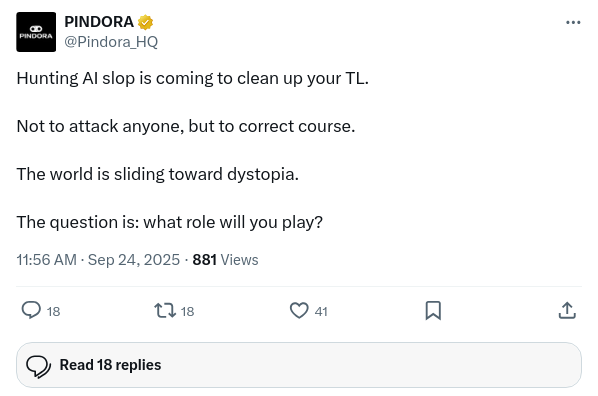 PINDORA
PINDORA
@Pindora_HQ
Hunting AI slop is coming to clean up your TL.
Not to attack anyone, but to correct course.
The world is sliding toward dystopia.
The question is: what role will you play?
11:56 AM · Sep 24, 2025 · 881 Views
18 18 41
Read 18 replies